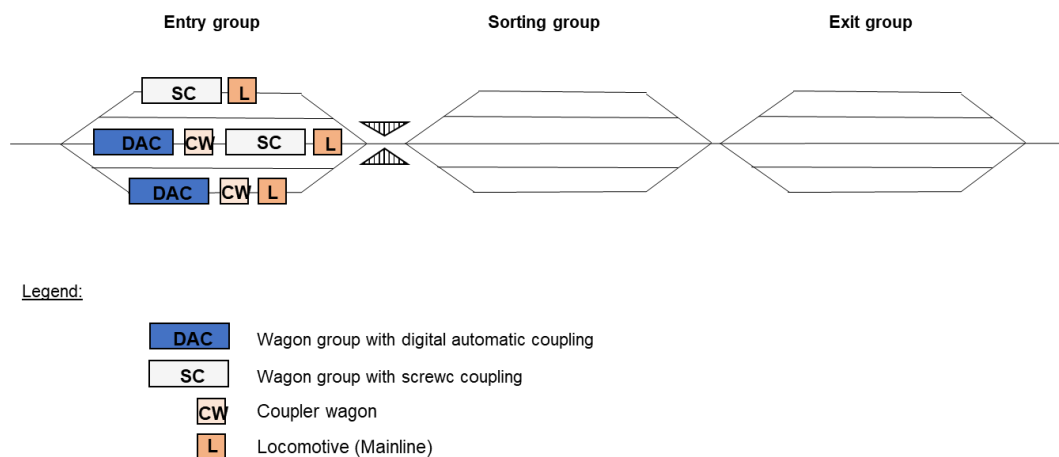 Entry group Sorting group Exit group
SC L
DAC CW SC L
DAC CW L
Legend:
DAC Wagon group with digital automatic coupling
SC Wagon group with screwc coupling
CW Coupler wagon
L Locomotive (Mainline)